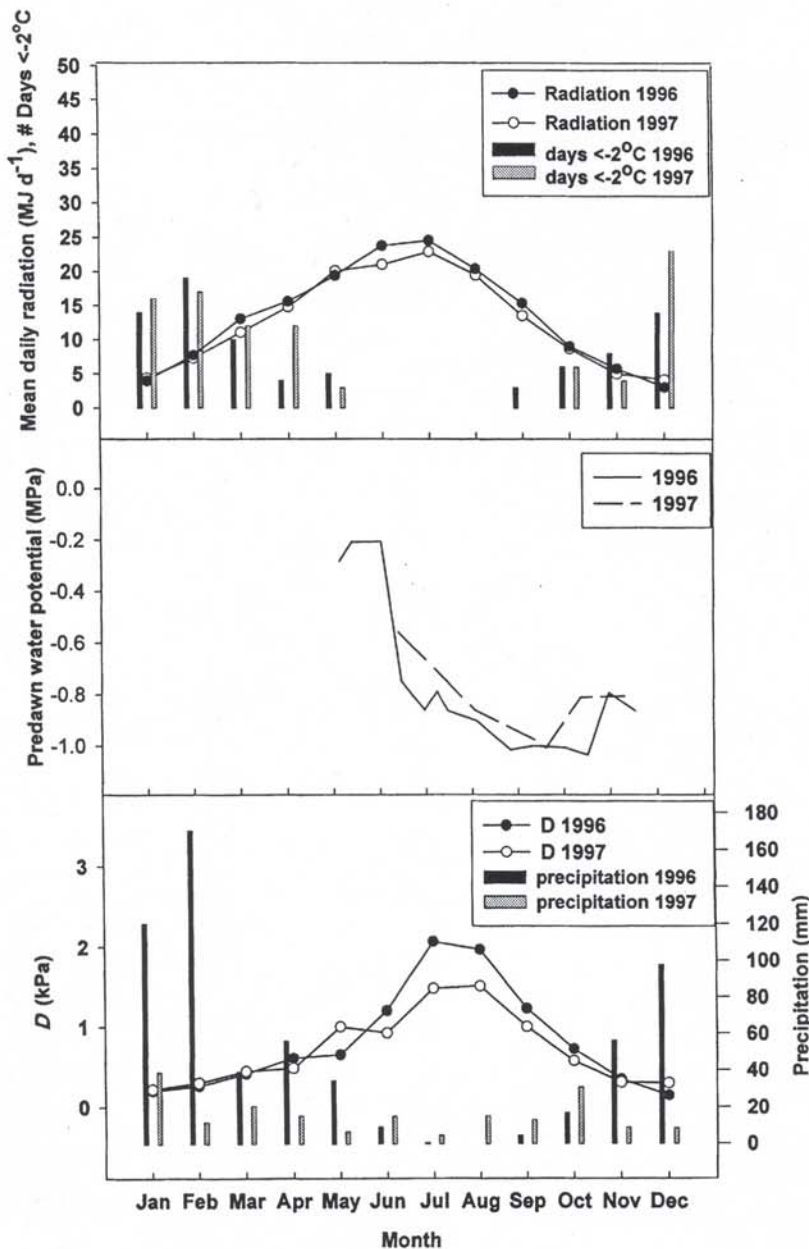 Mean daily radiation (MJ d⁻¹), # Days <-2°C
50
45
40
35
30
25
20
15
10
5
0
Radiation 1996
Radiation 1997
days <-2°C 1996
days <-2°C 1997
Predawn water potential (MPa)
0.0
-0.2
-0.4
-0.6
-0.8
-1.0
1996
1997
D (kPa)
3
2
1
0
D 1996
D 1997
precipitation 1996
precipitation 1997
180
160
140
120
100
80
60
40
20
0
Precipitation (mm)
Jan Feb Mar Apr May Jun Jul Aug Sep Oct Nov Dec
Month